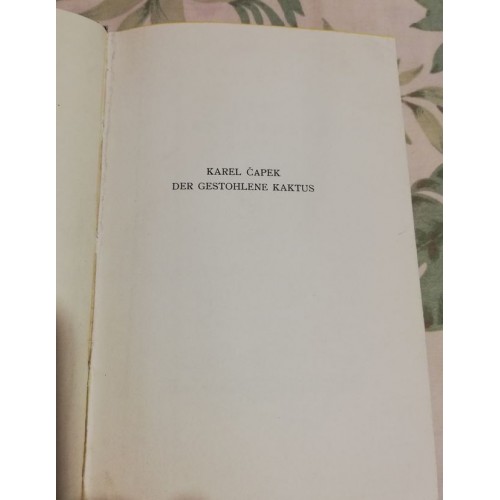 KAREL ČAPEK
DER GESTOHLENE KAKTUS